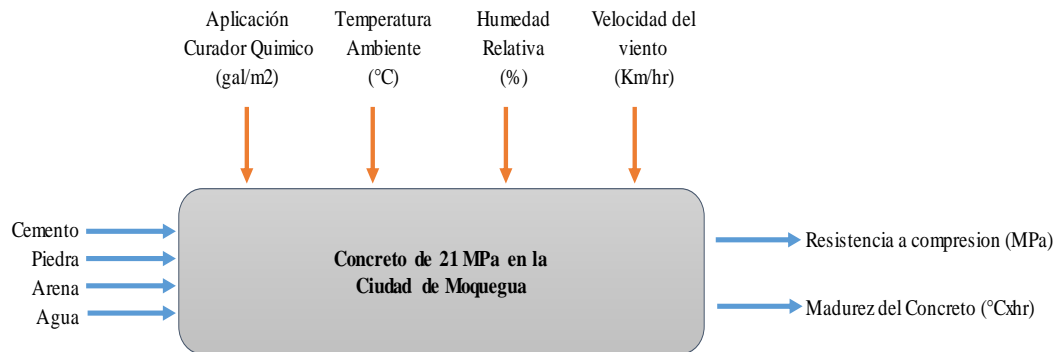 Aplicación
Curador Quimico
(gal/m2)
Temperatura
Ambiente
(°C)
Humedad
Relativa
(%)
Velocidad del
viento
(Km/hr)
Cemento
Piedra
Arena
Agua
Concreto de 21 MPa en la
Ciudad de Moquegua
Resistencia a compresion (MPa)
Madurez del Concreto (°Cxhr)